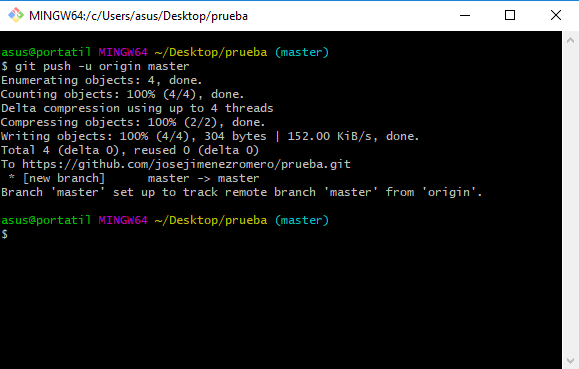 MINGW64:/c/Users/asus/Desktop/prueba
asus@portatil MINGW64 ~/Desktop/prueba (master)
$ git push -u origin master
Enumerating objects: 4, done.
Counting objects: 100% (4/4), done.
Delta compression using up to 4 threads
Compressing objects: 100% (2/2), done.
Writing objects: 100% (4/4), 304 bytes | 152.00 KiB/s, done.
Total 4 (delta 0), reused 0 (delta 0)
To https://github.com/josejimenezromero/prueba.git
 * [new branch]      master -> master
Branch 'master' set up to track remote branch 'master' from 'origin'.
asus@portatil MINGW64 ~/Desktop/prueba (master)
$